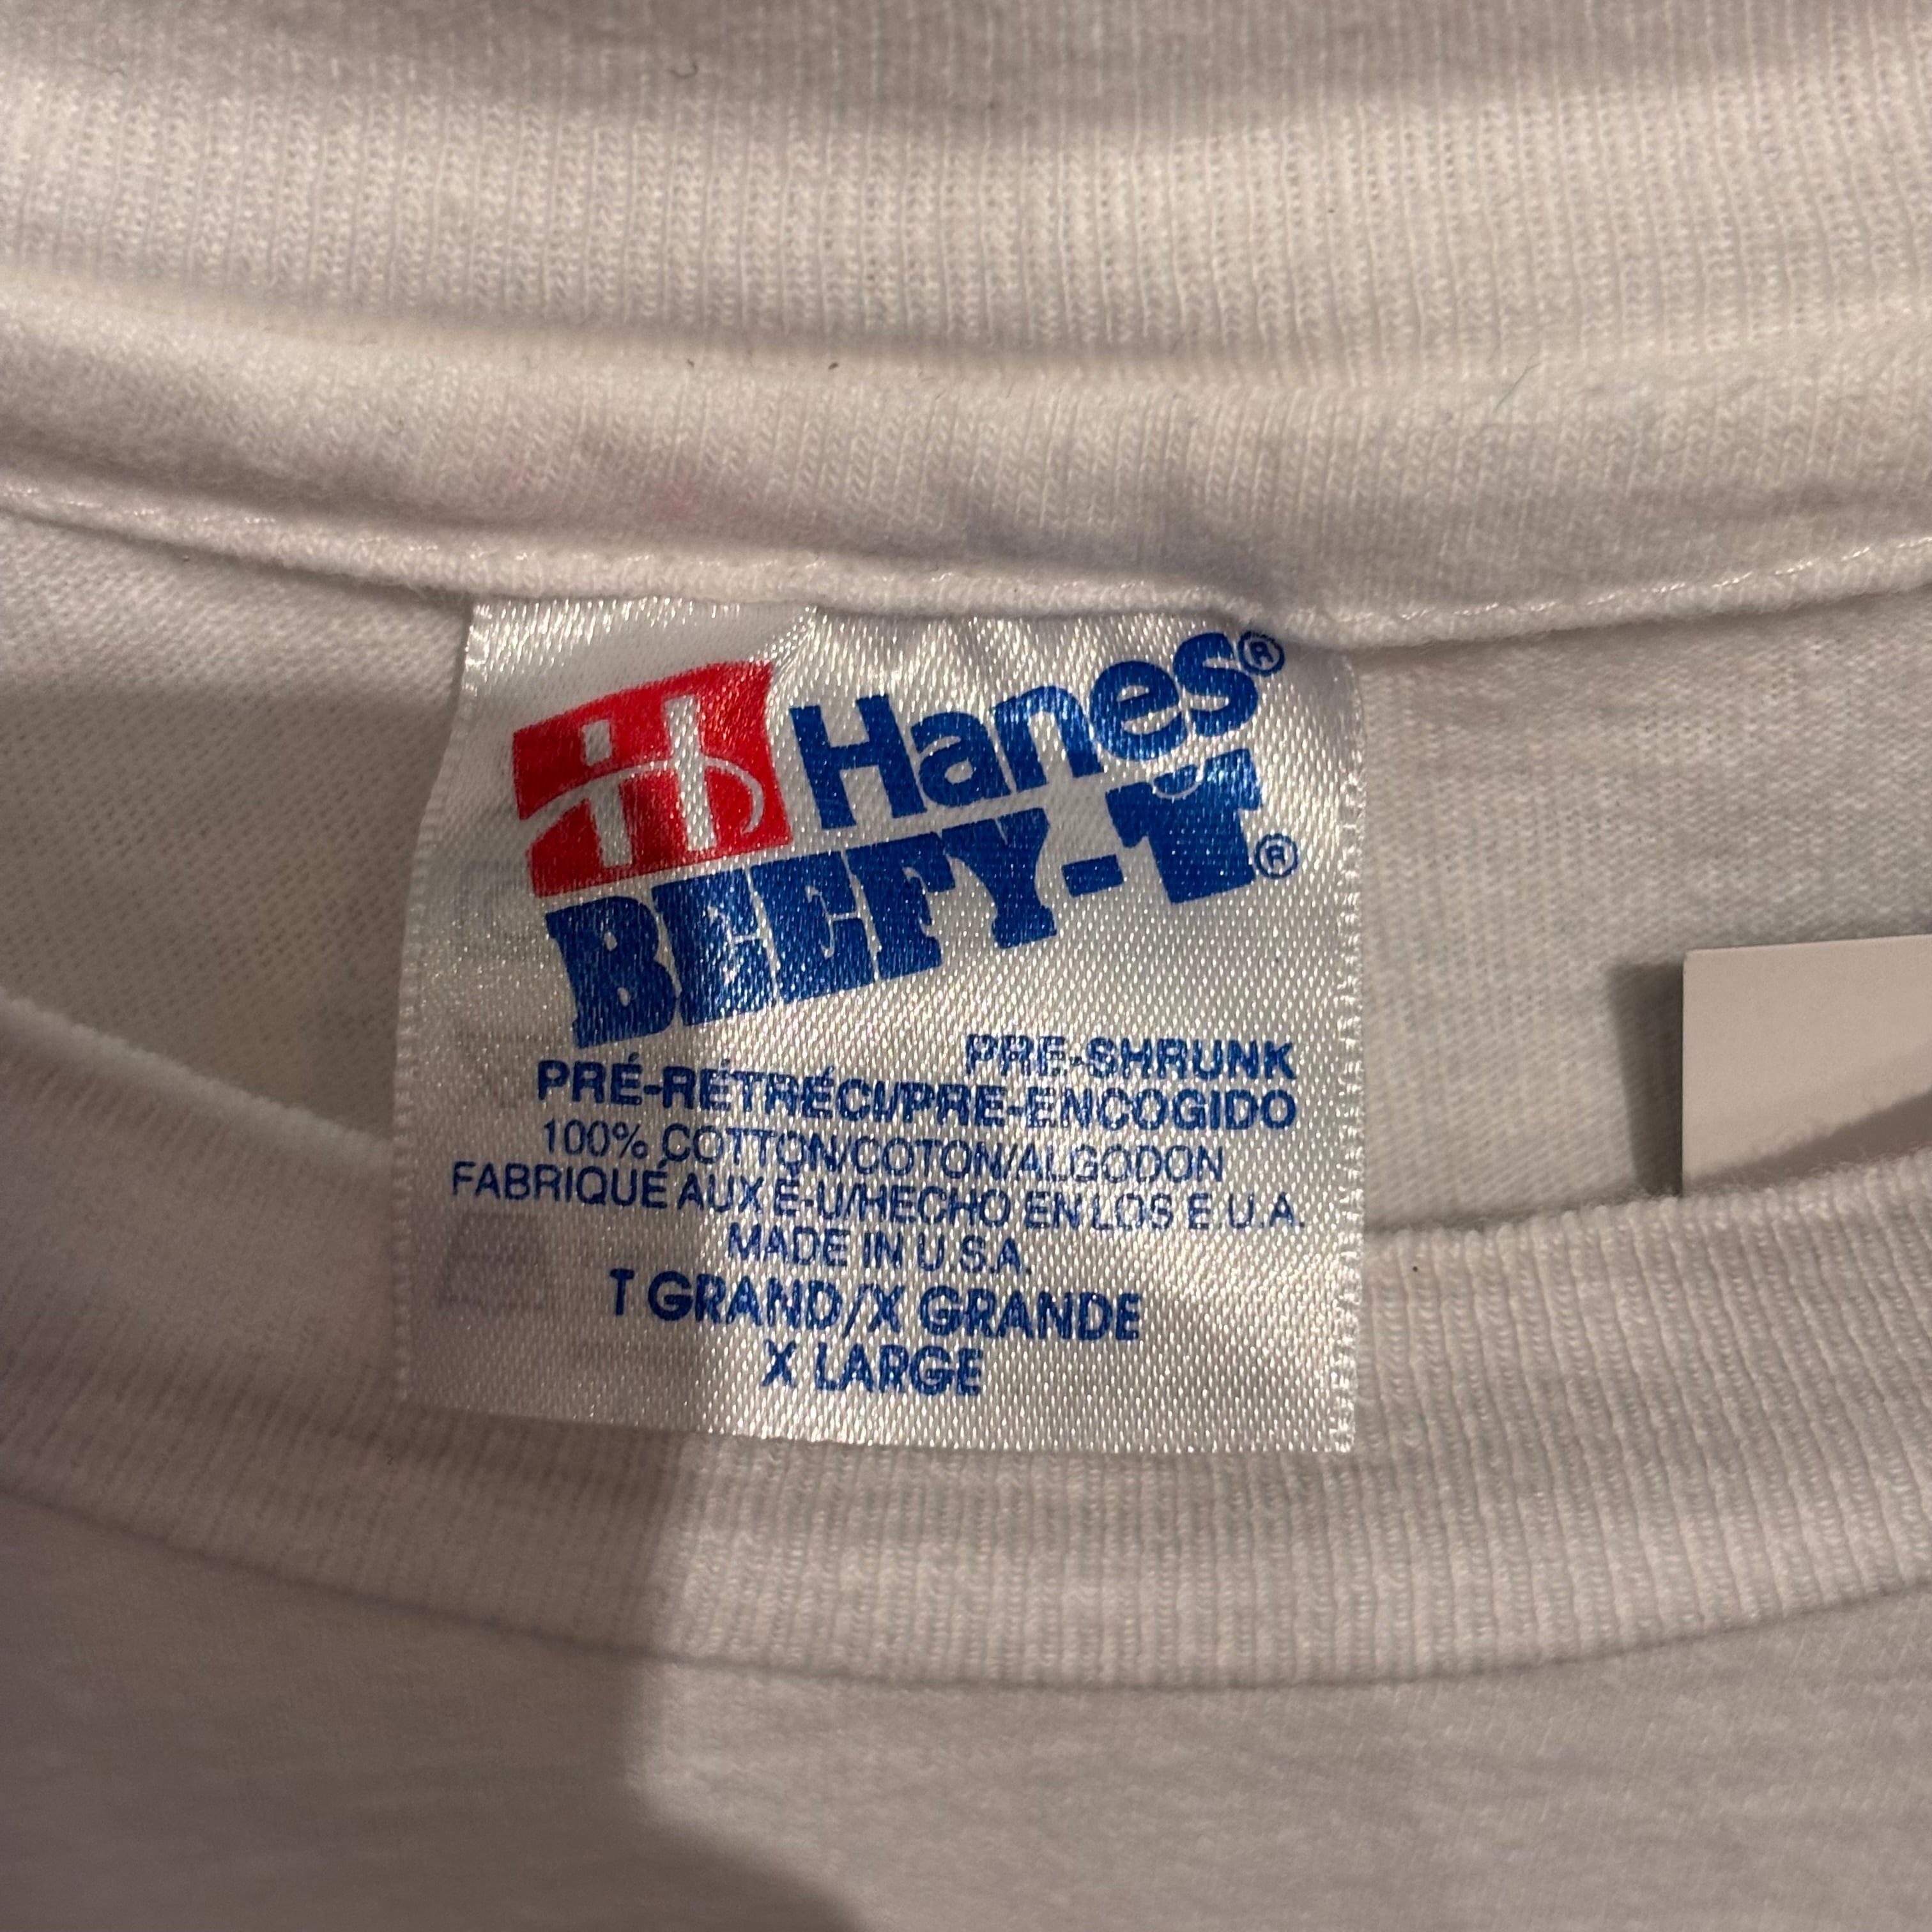 Hanes®
BEEFY-T®
PRE-SHRUNK
PRÉ-RÉTRÉCI/PRE-ENCOGIDO
100% COTTON/COTON/ALGODON
FABRIQUÉ AUX É-U/HECHO EN LOS E.U.A.
MADE IN U.S.A.
T GRAND/X GRANDE
X LARGE